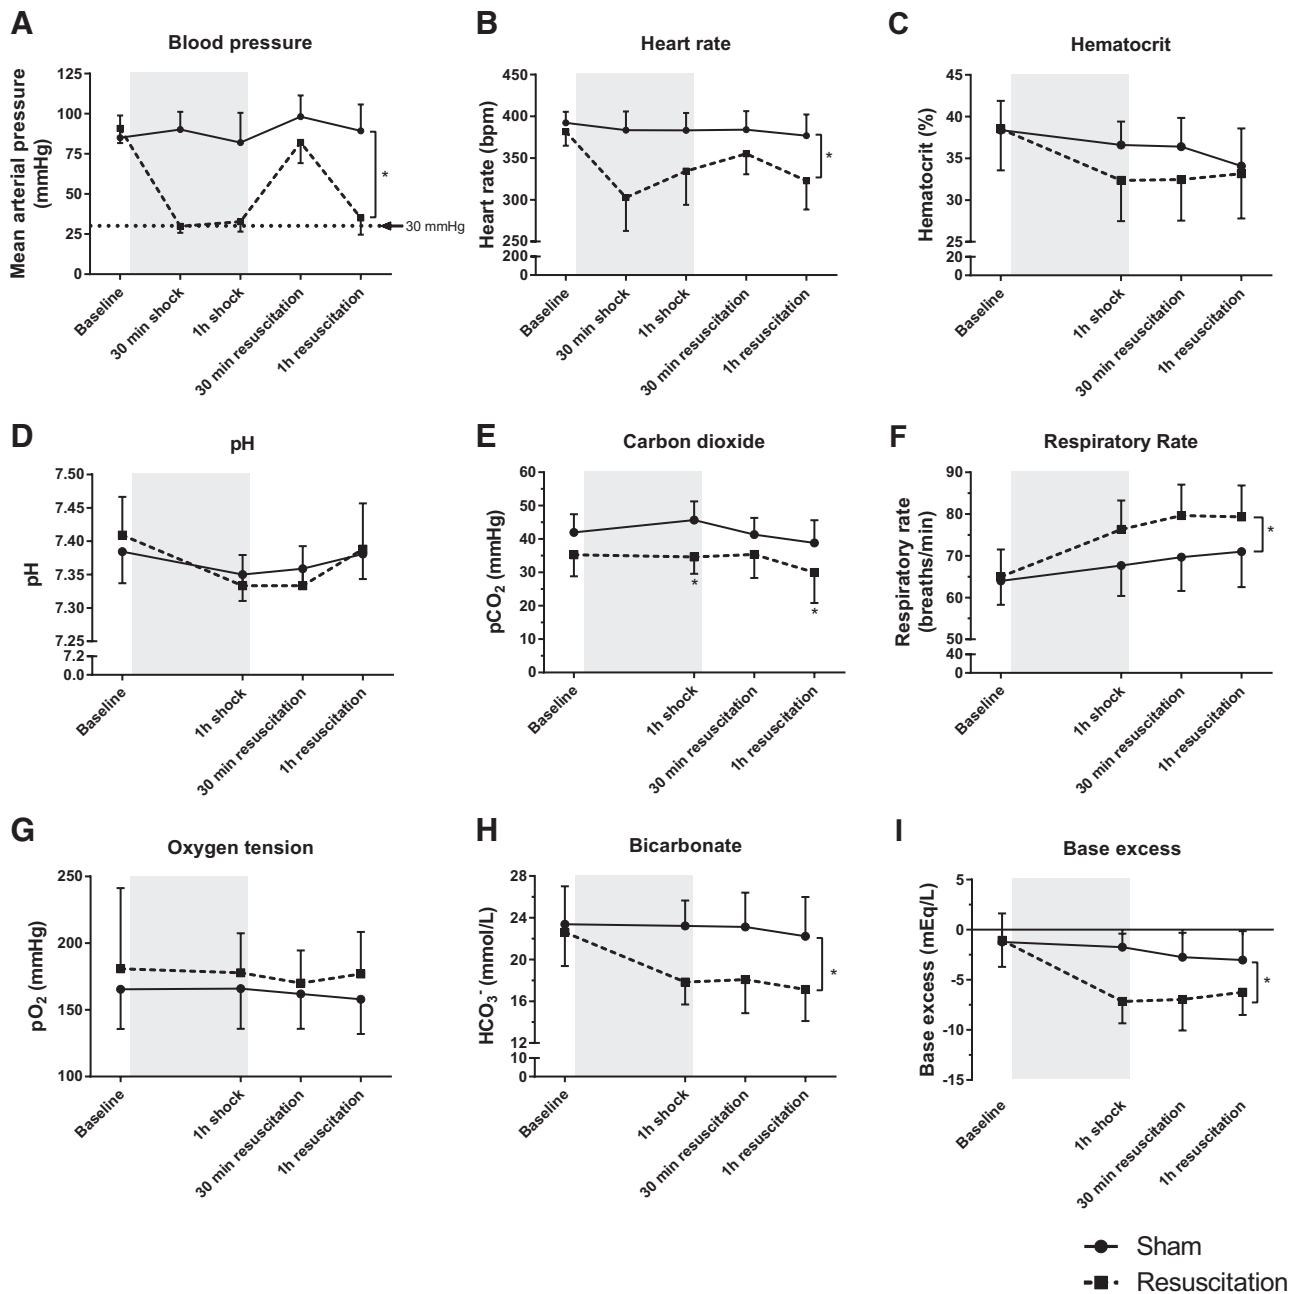 A
Blood pressure
Mean arterial pressure
(mmHg)
125
100
75
50
25
0
*
30 mmHg
Baseline
30 min shock
1h shock
30 min resuscitation
1h resuscitation
B
Heart rate
Heart rate (bpm)
450
400
350
300
250
200
0
*
Baseline
30 min shock
1h shock
30 min resuscitation
1h resuscitation
C
Hematocrit
Hematocrit (%)
45
40
35
30
25
20
0
Baseline
1h shock
30 min resuscitation
1h resuscitation
D
pH
pH
7.50
7.45
7.40
7.35
7.30
7.25
7.2
0.0
Baseline
1h shock
30 min resuscitation
1h resuscitation
E
Carbon dioxide
pCO2 (mmHg)
60
50
40
30
20
10
0
*
*
Baseline
1h shock
30 min resuscitation
1h resuscitation
F
Respiratory Rate
Respiratory rate
(breaths/min)
90
80
70
60
50
40
0
*
Baseline
1h shock
30 min resuscitation
1h resuscitation
G
Oxygen tension
pO2 (mmHg)
250
200
150
100
Baseline
1h shock
30 min resuscitation
1h resuscitation
H
Bicarbonate
HCO3- (mmol/L)
28
24
20
16
12
10
0
*
Baseline
1h shock
30 min resuscitation
1h resuscitation
I
Base excess
Base excess (mEq/L)
5
0
-5
-10
-15
*
Baseline
1h shock
30 min resuscitation
1h resuscitation
Sham
Resuscitation